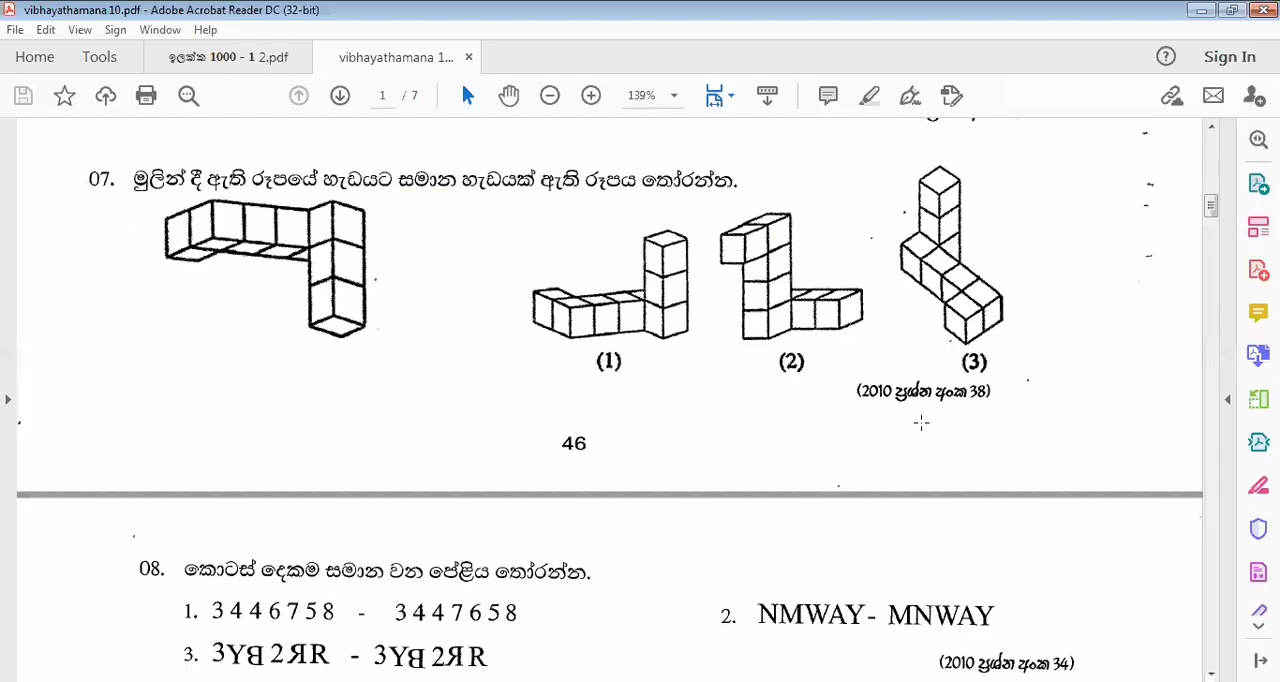 vibhayathamana 10.pdf - Adobe Acrobat Reader DC (32-bit)
File Edit View Sign Window Help
Home Tools ඉලක්ක 1000 - 1 2.pdf vibhayathamana 1... × Sign In
1 / 7 139%
07. මුලින් දී ඇති රූපයේ හැඩයට සමාන හැඩයක් ඇති රූපය තෝරන්න.
(1) (2) (3)
(2010 ප්‍රශ්න අංක 38)
46
08. කොටස් දෙකම සමාන වන පේළිය තෝරන්න.
1. 3 4 4 6 7 5 8 - 3 4 4 7 6 5 8 2. NMWAY - MNWAY
(2010 ප්‍රශ්න අංක 34)